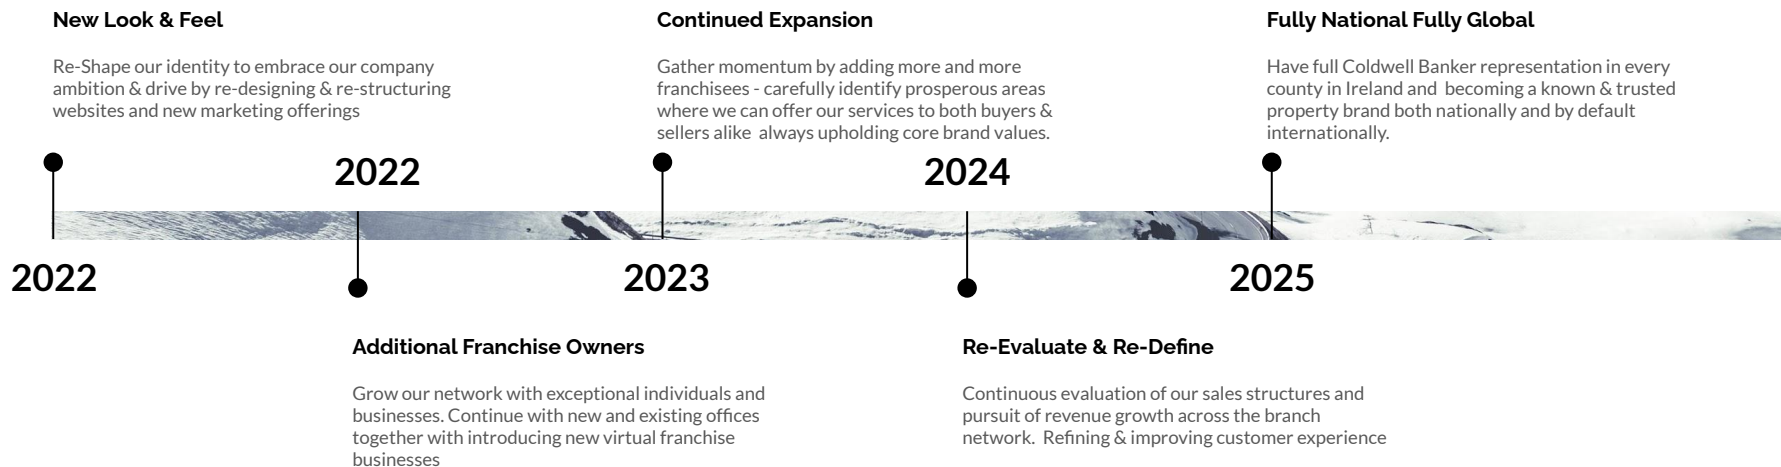 New Look & Feel
Re-Shape our identity to embrace our company
ambition & drive by re-designing & re-structuring
websites and new marketing offerings
2022
Additional Franchise Owners
Grow our network with exceptional individuals and
businesses. Continue with new and existing offices
together with introducing new virtual franchise
businesses
2022
Continued Expansion
Gather momentum by adding more and more
franchisees - carefully identify prosperous areas
where we can offer our services to both buyers &
sellers alike  always upholding core brand values.
2023
Re-Evaluate & Re-Define
Continuous evaluation of our sales structures and
pursuit of revenue growth across the branch
network.  Refining & improving customer experience
2024
Fully National Fully Global
Have full Coldwell Banker representation in every
county in Ireland and  becoming a known & trusted
property brand both nationally and by default
internationally.
2025